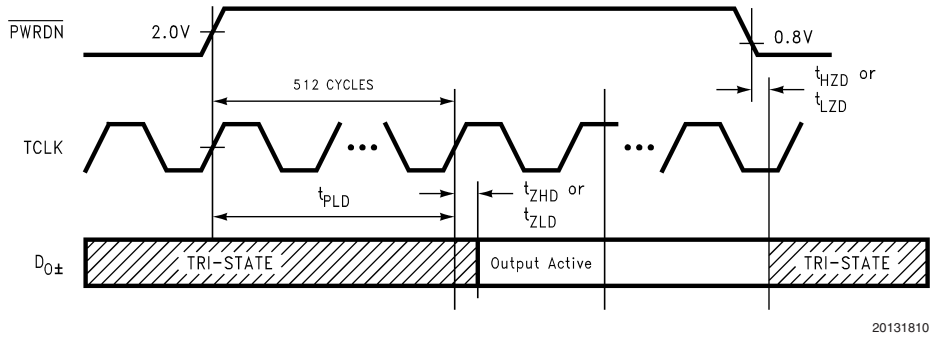 PWRDN
2.0V
0.8V
tHZD or
tLZD
512 CYCLES
TCLK
•••
•••
tPLD
tZHD or
tZLD
DO±
TRI-STATE
Output Active
TRI-STATE
20131810